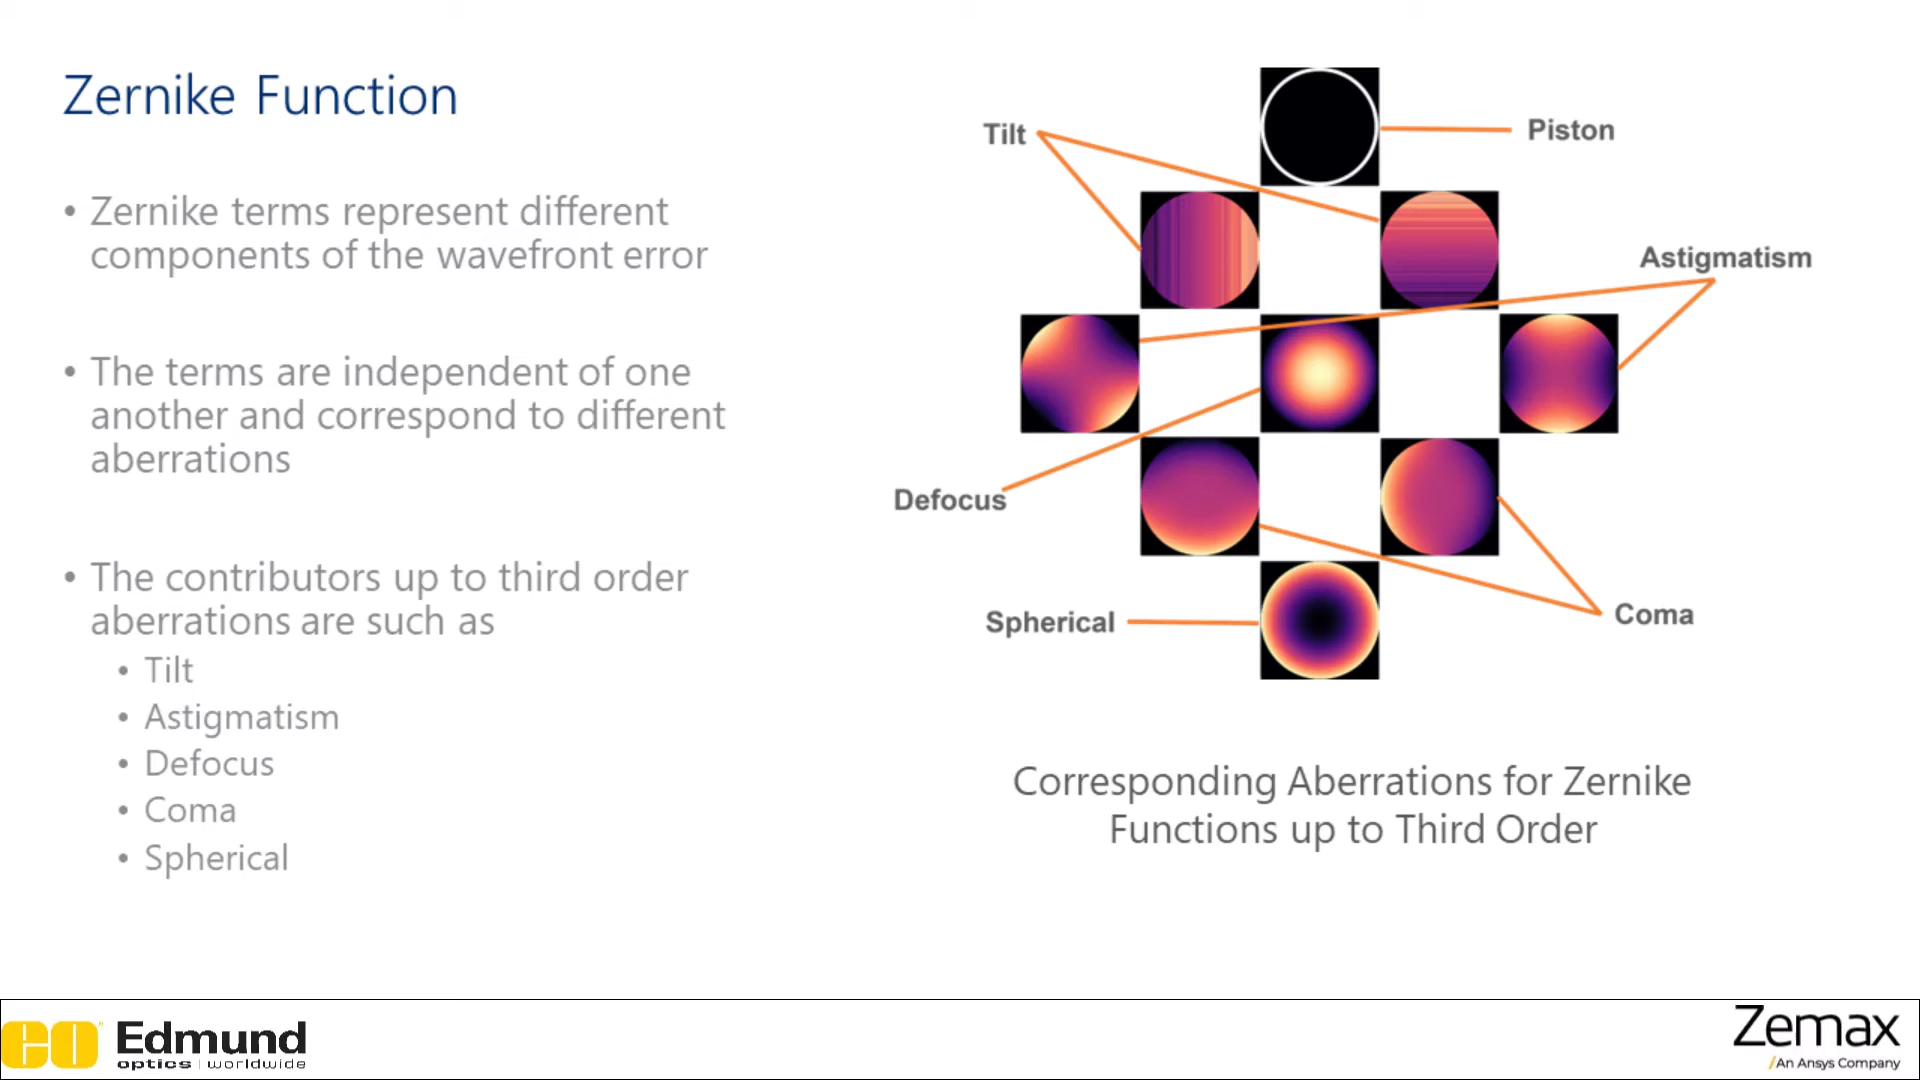 Zernike Function
• Zernike terms represent different
components of the wavefront error
• The terms are independent of one
another and correspond to different
aberrations
• The contributors up to third order
aberrations are such as
• Tilt
• Astigmatism
• Defocus
• Coma
• Spherical
Tilt
Piston
Astigmatism
Defocus
Spherical
Coma
Corresponding Aberrations for Zernike
Functions up to Third Order
EO Edmund
optics | worldwide
Zemax
/An Ansys Company